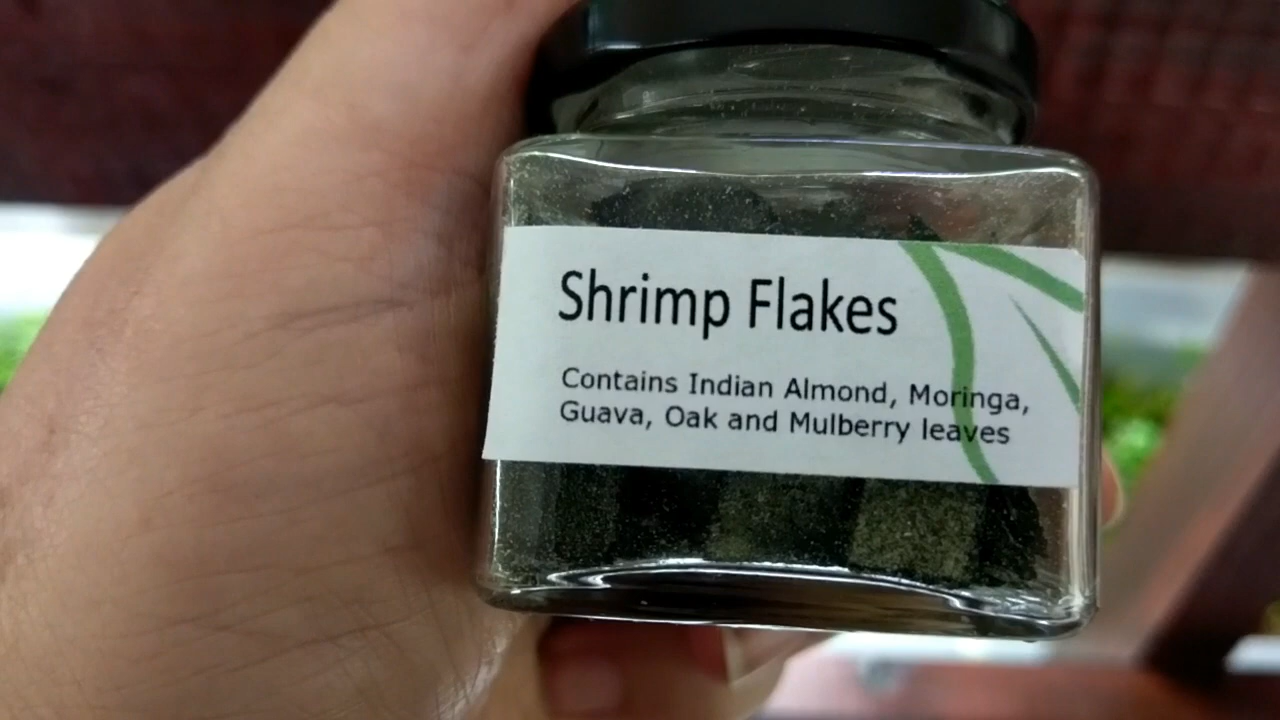 Shrimp Flakes
Contains Indian Almond, Moringa,
Guava, Oak and Mulberry leaves